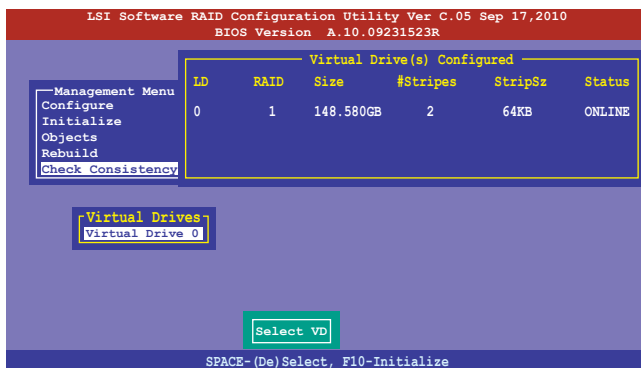 LSI Software RAID Configuration Utility Ver C.05 Sep 17,2010
BIOS Version A.10.09231523R
Virtual Drive(s) Configured
LD RAID Size #Stripes StripSz Status
0 1 148.580GB 2 64KB ONLINE
Management Menu
Configure
Initialize
Objects
Rebuild
Check Consistency
Virtual Drives
Virtual Drive 0
Select VD
SPACE-(De)Select, F10-Initialize